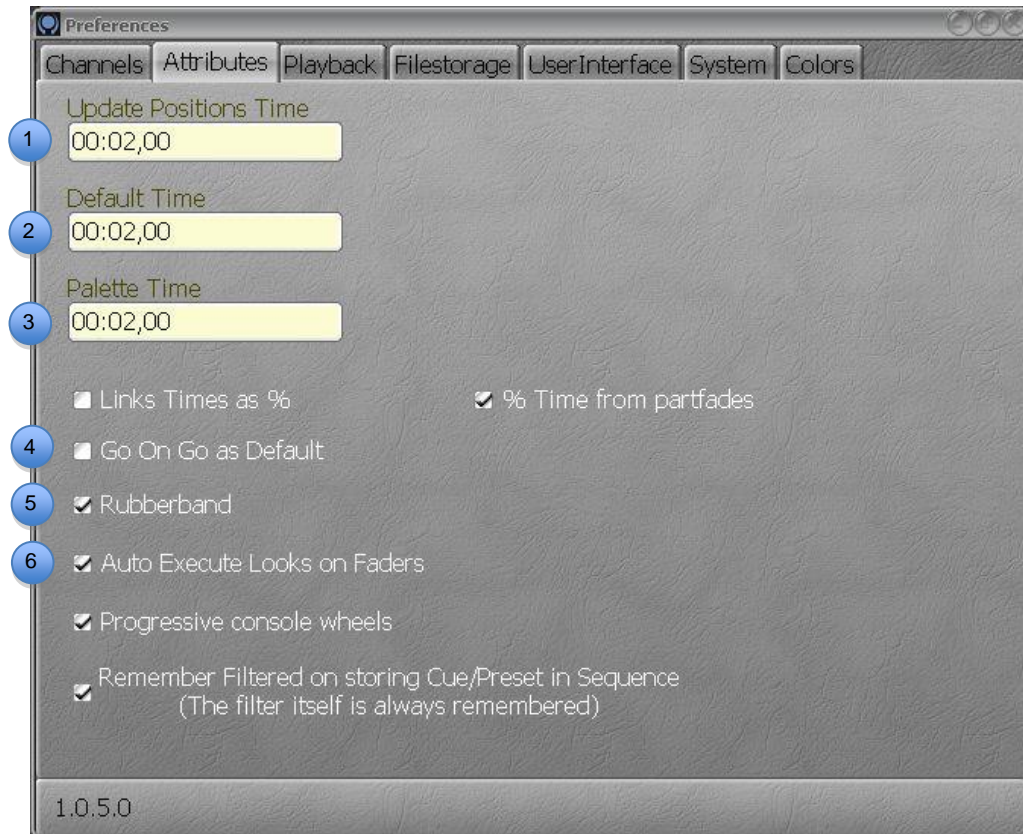 Preferences
Channels Attributes Playback Filestorage UserInterface System Colors
Update Positions Time
1 00:02,00
Default Time
2 00:02,00
Palette Time
3 00:02,00
Links Times as % % Time from partfades
4 Go On Go as Default
5 Rubberband
6 Auto Execute Looks on Faders
Progressive console wheels
Remember Filtered on storing Cue/Preset in Sequence
(The filter itself is always remembered)
1.0.5.0